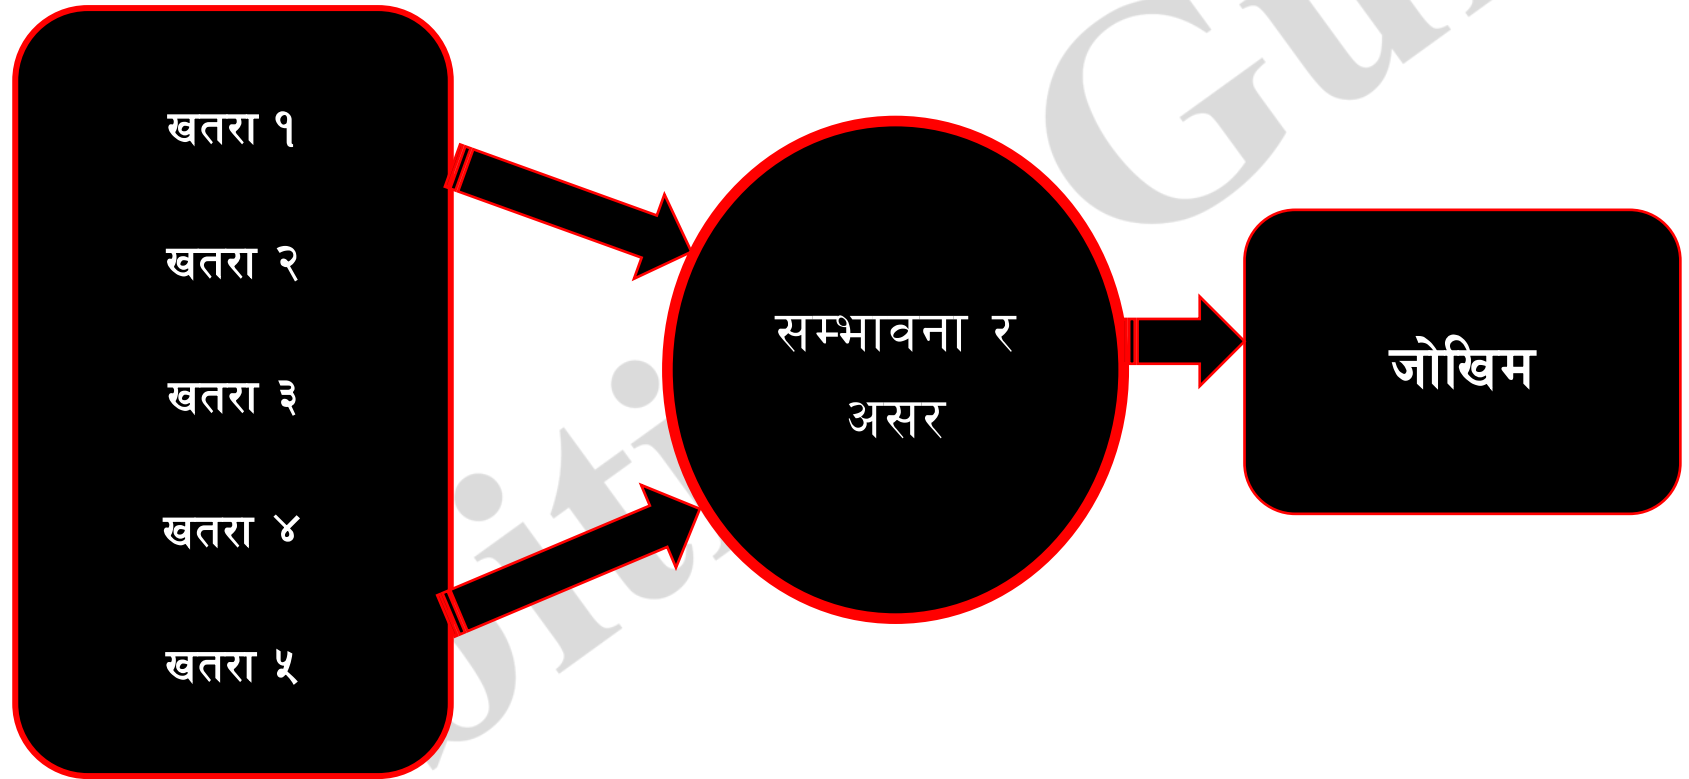 खतरा १
खतरा २
खतरा ३
खतरा ४
खतरा ५
सम्भावना र
असर
जोखिम